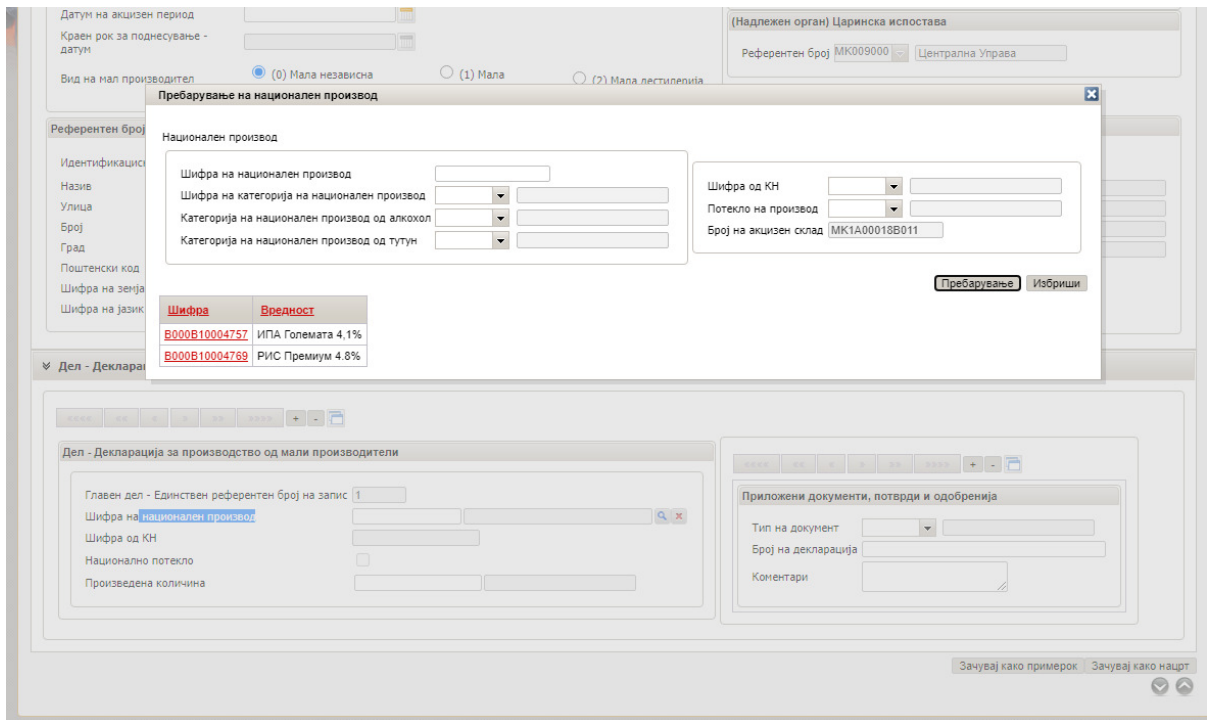 Датум на акцизен период
Краен рок за поднесување -
датум
Вид на мал производител
(0) Мала независна
(1) Мала
(2) Мала дестилерија
(Надлежен орган) Царинска испостава
Референтен број MK009000 Централна Управа
Пребарување на национален производ
Референтен број
Национален производ
Шифра на национален производ
Шифра на категорија на национален производ
Категорија на национален производ од алкохол
Категорија на национален производ од тутун
Шифра од КН
Потекло на производ
Број на акцизен склад MK1A00018B011
Назив
Улица
Број
Град
Поштенски код
Шифра на земја
Шифра на јазик
Пребарување Избриши
Шифра Вредност
B000B10004757 ИПА Големата 4,1%
B000B10004769 РИС Премиум 4.8%
Дел - Деклара
<<<< << < > >> >>>> + -
Дел - Декларација за производство од мали производители
Главен дел - Единствен референтен број на запис 1
Шифра на национален производ
Шифра од КН
Национално потекло
Произведена количина
<<<< << < > >> >>>> + -
Приложени документи, потврди и одобренија
Тип на документ
Број на декларација
Коментари
Зачувај како примерок Зачувај како нацрт